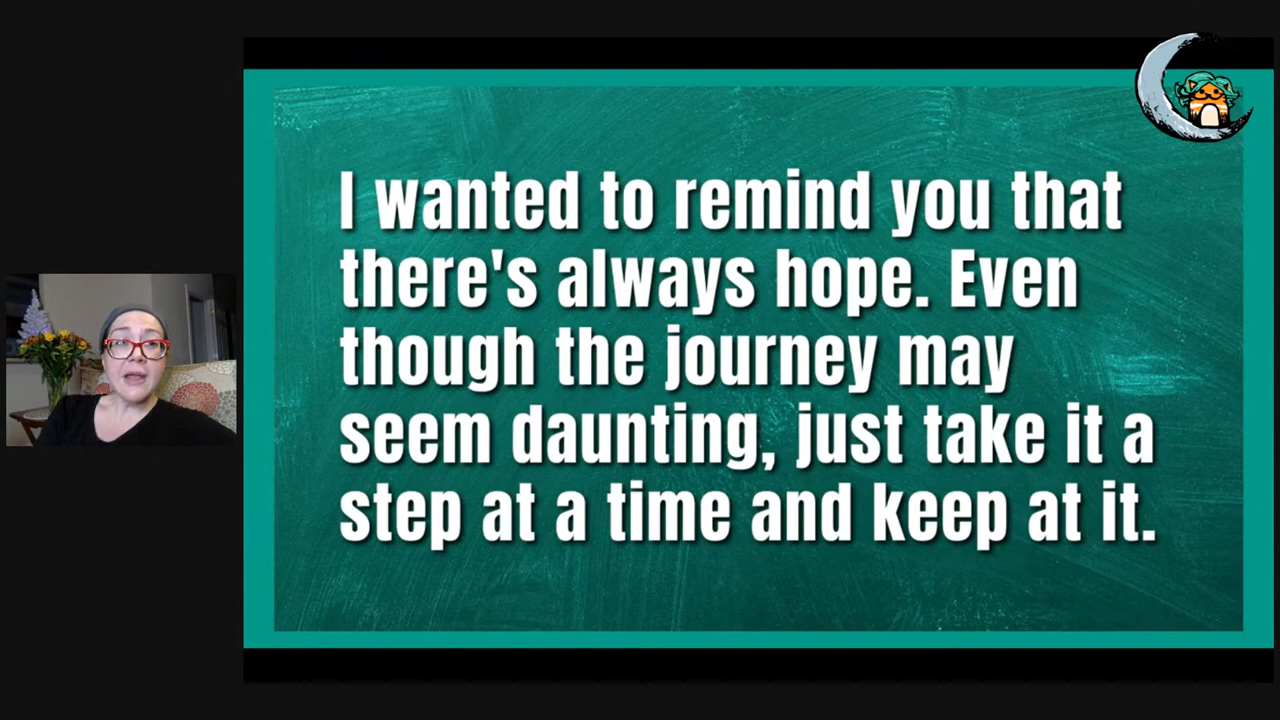 I wanted to remind you that
there's always hope. Even
though the journey may
seem daunting, just take it a
step at a time and keep at it.